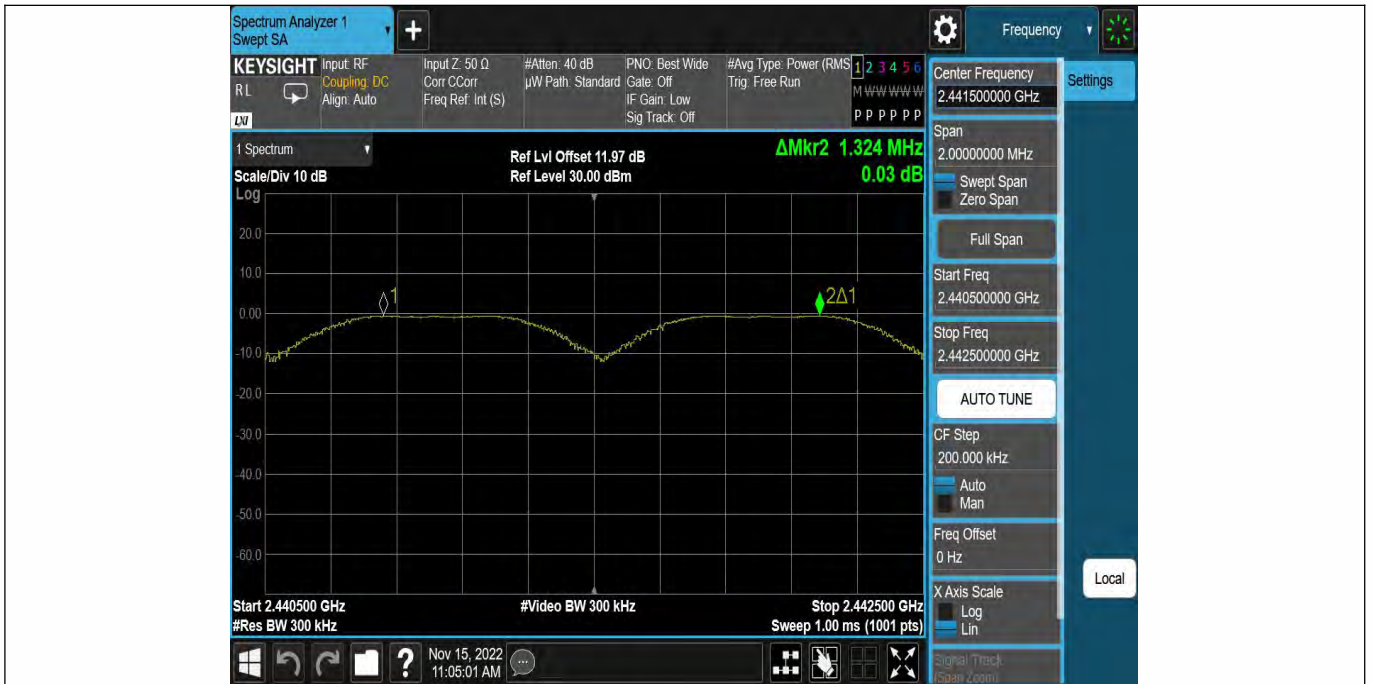 Spectrum Analyzer 1
Swept SA
+
Frequency
KEYSIGHT
RL
LXI
Input: RF
Coupling: DC
Align: Auto
Input Z: 50 Ω
Corr CCorr
Freq Ref: Int (S)
#Atten: 40 dB
µW Path: Standard
PNO: Best Wide
Gate: Off
IF Gain: Low
Sig Track: Off
#Avg Type: Power (RMS
Trig: Free Run
1 2 3 4 5 6
M W W W W W
P P P P P P
Center Frequency
2.441500000 GHz
Settings
Span
2.00000000 MHz
Swept Span
Zero Span
Full Span
Start Freq
2.440500000 GHz
Stop Freq
2.442500000 GHz
AUTO TUNE
CF Step
200.000 kHz
Auto
Man
Freq Offset
0 Hz
X Axis Scale
Log
Lin
Signal Track
(Span Zoom)
Local
1 Spectrum
Scale/Div 10 dB
Ref Lvl Offset 11.97 dB
Ref Level 30.00 dBm
ΔMkr2 1.324 MHz
0.03 dB
Log
20.0
10.0
0.00
-10.0
-20.0
-30.0
-40.0
-50.0
-60.0
1
2Δ1
Start 2.440500 GHz
#Res BW 300 kHz
#Video BW 300 kHz
Stop 2.442500 GHz
Sweep 1.00 ms (1001 pts)
?
Nov 15, 2022
11:05:01 AM